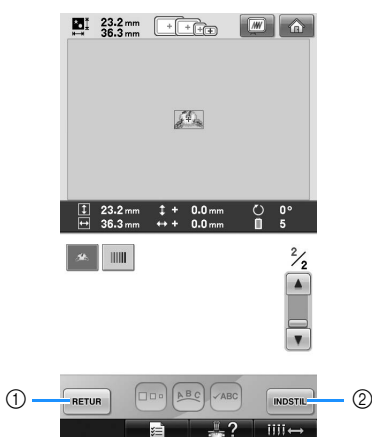 23.2 mm
36.3 mm
23.2 mm + 0.0 mm 0°
36.3 mm + 0.0 mm 5
2/2
① RETUR ABC ✓ABC INDSTIL ②
?